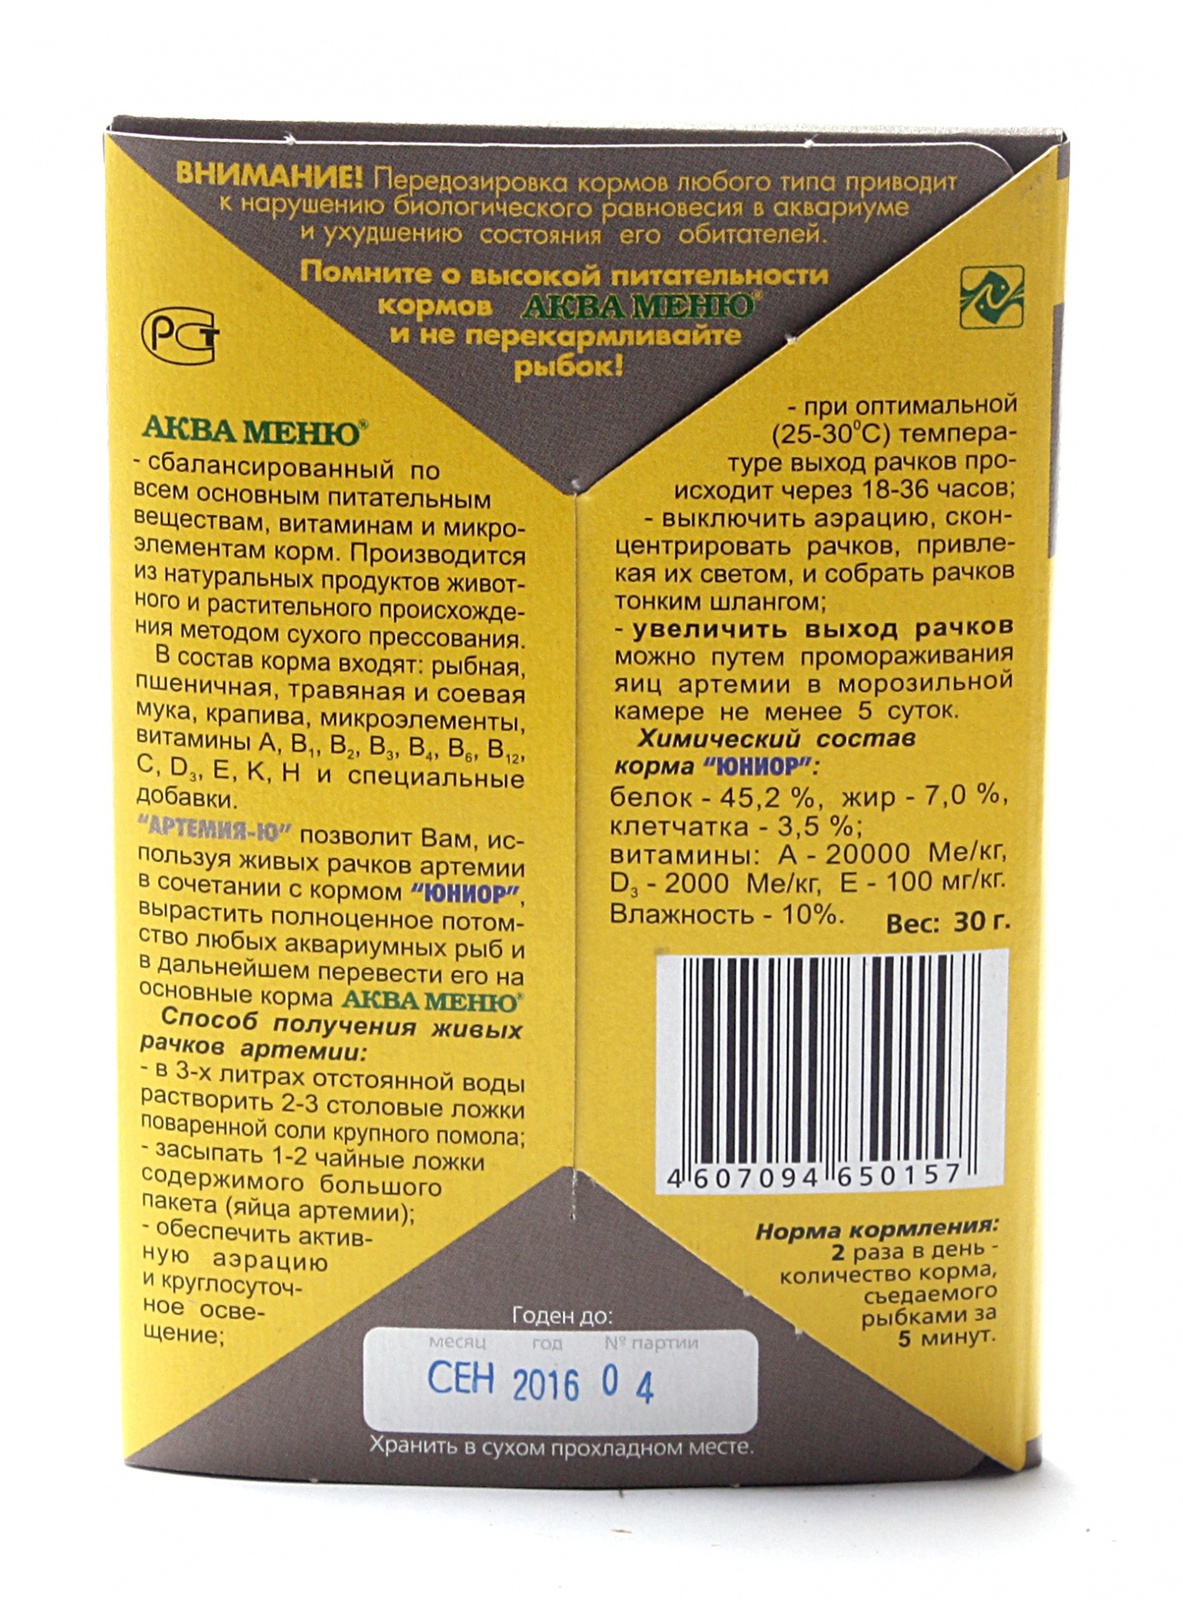 ВНИМАНИЕ! Передозировка кормов любого типа приводит
к нарушению биологического равновесия в аквариуме
и ухудшению состояния его обитателей.
Помните о высокой питательности
кормов АКВА МЕНЮ®
и не перекармливайте
рыбок!
РСТ
АКВА МЕНЮ®
- сбалансированный по
всем основным питательным
веществам, витаминам и микро-
элементам корм. Производится
из натуральных продуктов живот-
ного и растительного происхожде-
ния методом сухого прессования.
В состав корма входят: рыбная,
пшеничная, травяная и соевая
мука, крапива, микроэлементы,
витамины А, В₁, В₂, В₃, В₄, В₆, В₁₂,
С, D₃, Е, К, Н и специальные
добавки.
"АРТЕМИЯ-Ю" позволит Вам, ис-
пользуя живых рачков артемии
в сочетании с кормом "ЮНИОР",
вырастить полноценное потом-
ство любых аквариумных рыб и
в дальнейшем перевести его на
основные корма АКВА МЕНЮ®
Способ получения живых
рачков артемии:
- в 3-х литрах отстоянной воды
растворить 2-3 столовые ложки
поваренной соли крупного помола;
- засыпать 1-2 чайные ложки
содержимого большого
пакета (яйца артемии);
- обеспечить актив-
ную аэрацию
и круглосуточ-
ное осве-
щение;
- при оптимальной
(25-30⁰С) темпера-
туре выход рачков про-
исходит через 18-36 часов;
- выключить аэрацию, скон-
центрировать рачков, привле-
кая их светом, и собрать рачков
тонким шлангом;
- увеличить выход рачков
можно путем промораживания
яиц артемии в морозильной
камере не менее 5 суток.
Химический состав
корма "ЮНИОР":
белок - 45,2 %, жир - 7,0 %,
клетчатка - 3,5 %;
витамины: А - 20000 Ме/кг,
D₃ - 2000 Ме/кг, Е - 100 мг/кг.
Влажность - 10%. Вес: 30 г.
4 607094 650157
Норма кормления:
2 раза в день -
количество корма,
съедаемого
рыбками за
5 минут.
Годен до:
месяц год № партии
СЕН 2016 0 4
Хранить в сухом прохладном месте.